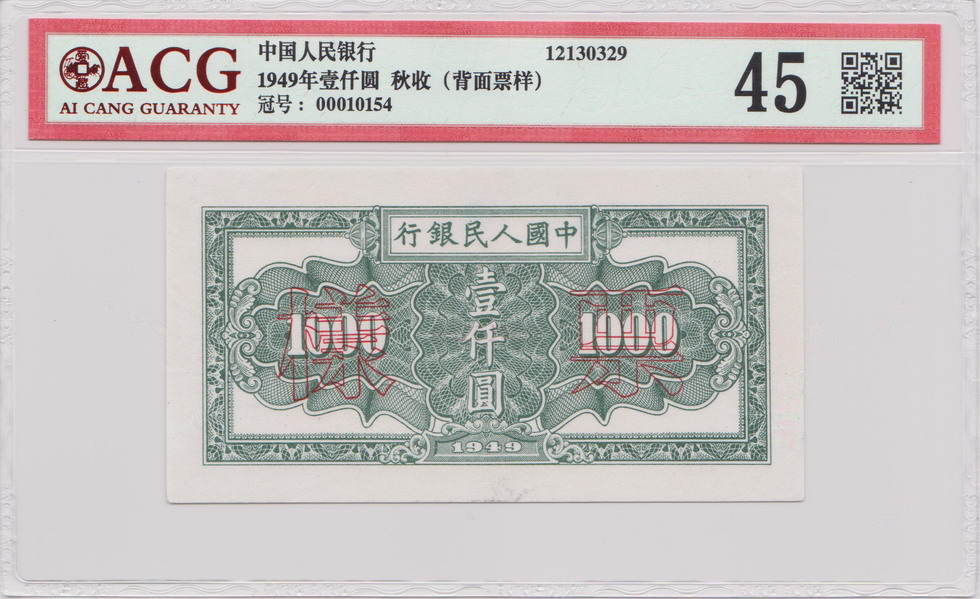 ACG
AI CANG GUARANTY
中国人民银行 12130329
1949年壹仟圆 秋收（背面票样）
冠号： 00010154
45
行銀民人國中
壹仟圓
1000 1000
樣 票
1949